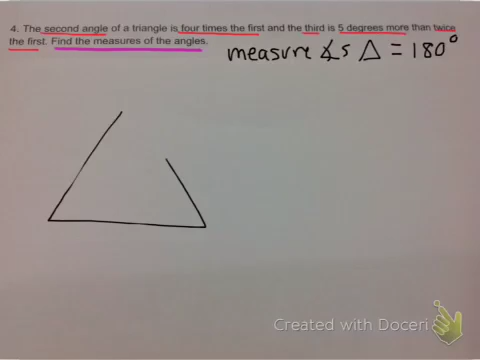 4. The second angle of a triangle is four times the first and the third is 5 degrees more than twice
the first. Find the measures of the angles.
measure ∡s △ = 180°
Created with Doceri